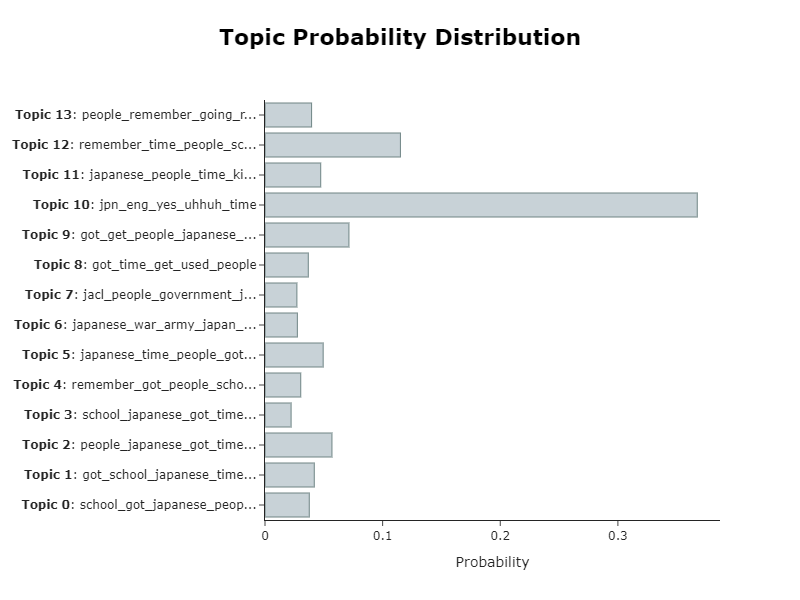 Topic Probability Distribution
Topic 13: people_remember_going_r...
Topic 12: remember_time_people_sc...
Topic 11: japanese_people_time_ki...
Topic 10: jpn_eng_yes_uhhuh_time
Topic 9: got_get_people_japanese_...
Topic 8: got_time_get_used_people
Topic 7: jacl_people_government_j...
Topic 6: japanese_war_army_japan_...
Topic 5: japanese_time_people_got...
Topic 4: remember_got_people_scho...
Topic 3: school_japanese_got_time...
Topic 2: people_japanese_got_time...
Topic 1: got_school_japanese_time...
Topic 0: school_got_japanese_peop...
0 0.1 0.2 0.3
Probability